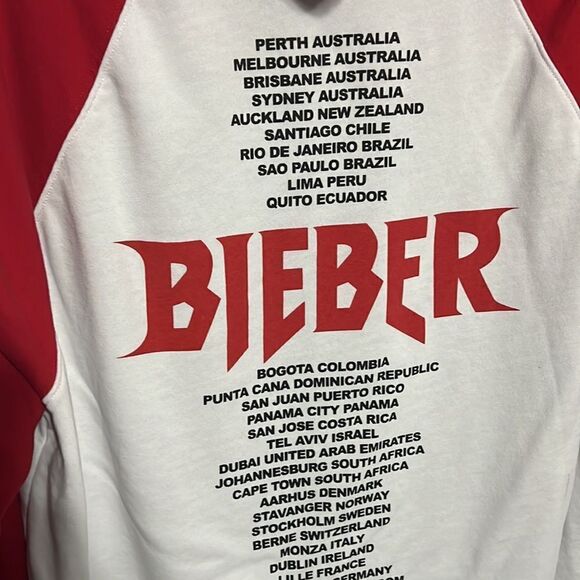 PERTH AUSTRALIA
MELBOURNE AUSTRALIA
BRISBANE AUSTRALIA
SYDNEY AUSTRALIA
AUCKLAND NEW ZEALAND
SANTIAGO CHILE
RIO DE JANEIRO BRAZIL
SAO PAULO BRAZIL
LIMA PERU
QUITO ECUADOR
BIEBER
BOGOTA COLOMBIA
PUNTA CANA DOMINICAN REPUBLIC
SAN JUAN PUERTO RICO
PANAMA CITY PANAMA
SAN JOSE COSTA RICA
TEL AVIV ISRAEL
DUBAI UNITED ARAB EMIRATES
JOHANNESBURG SOUTH AFRICA
CAPE TOWN SOUTH AFRICA
AARHUS DENMARK
STAVANGER NORWAY
STOCKHOLM SWEDEN
BERNE SWITZERLAND
MONZA ITALY
DUBLIN IRELAND
LILLE FRANCE
GERMANY